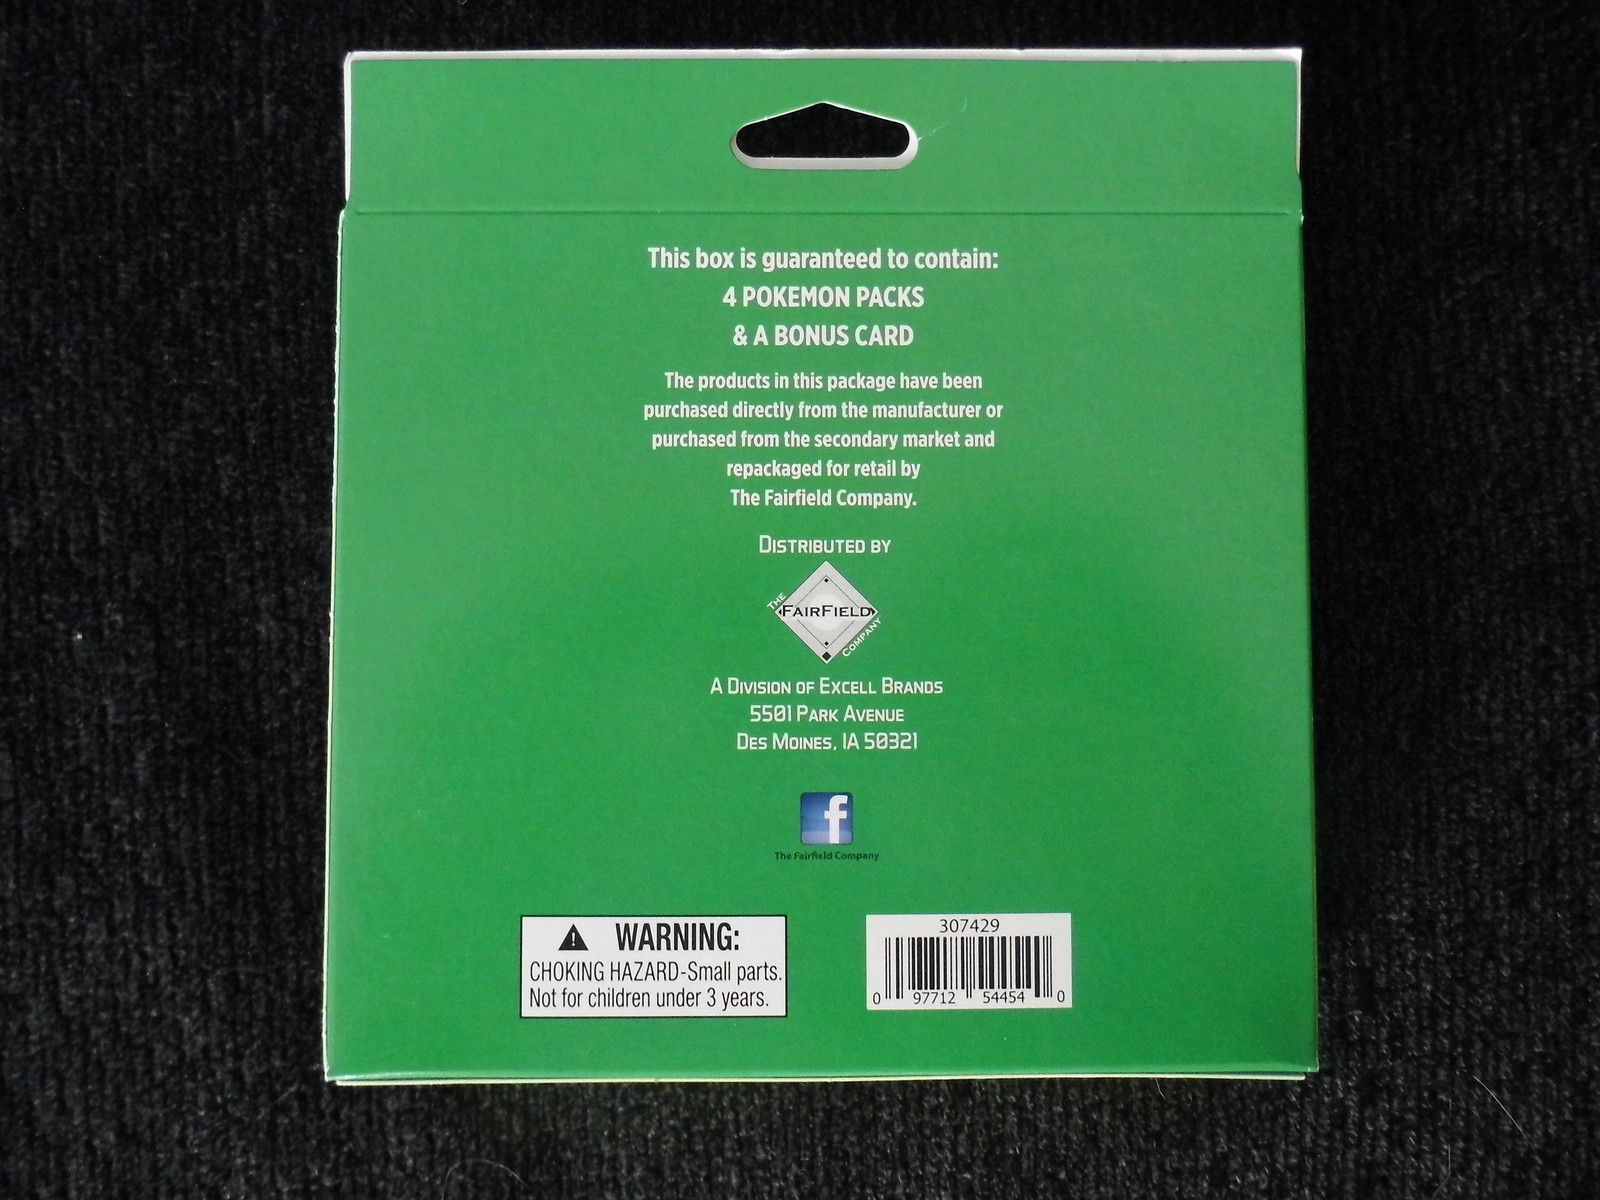 This box is guaranteed to contain:
4 POKEMON PACKS
& A BONUS CARD
The products in this package have been
purchased directly from the manufacturer or
purchased from the secondary market and
repackaged for retail by
The Fairfield Company.
DISTRIBUTED BY
THE
FAIRFIELD
COMPANY
A DIVISION OF EXCELL BRANDS
5501 PARK AVENUE
DES MOINES, IA 50321
f
The Fairfield Company
WARNING:
CHOKING HAZARD-Small parts.
Not for children under 3 years.
307429
0 97712 54454 0